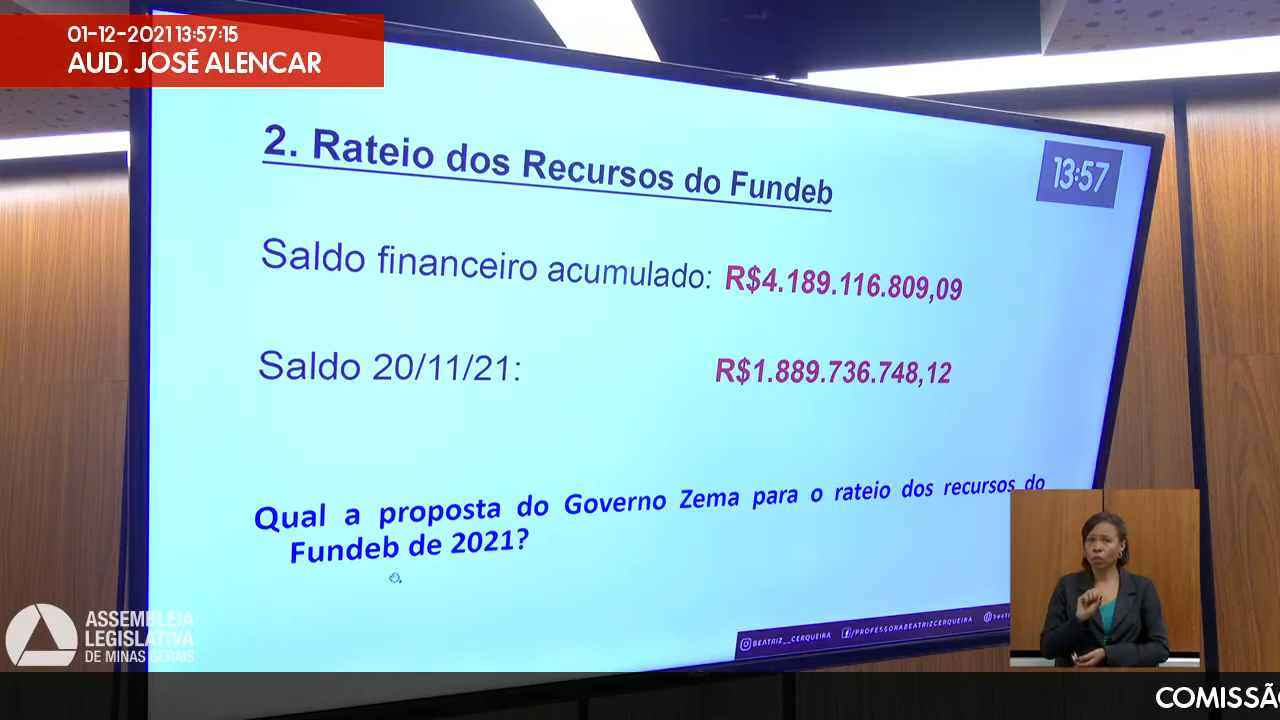 01-12-2021 13:57:15
AUD. JOSÉ ALENCAR
2. Rateio dos Recursos do Fundeb
13:57
Saldo financeiro acumulado: R$4.189.116.809,09
Saldo 20/11/21: R$1.889.736.748,12
Qual a proposta do Governo Zema para o rateio dos recursos do
Fundeb de 2021?
BEATRIZ__CERQUEIRA /PROFESSORABEATRIZCERQUEIRA
ASSEMBLEIA
LEGISLATIVA
DE MINAS GERAIS